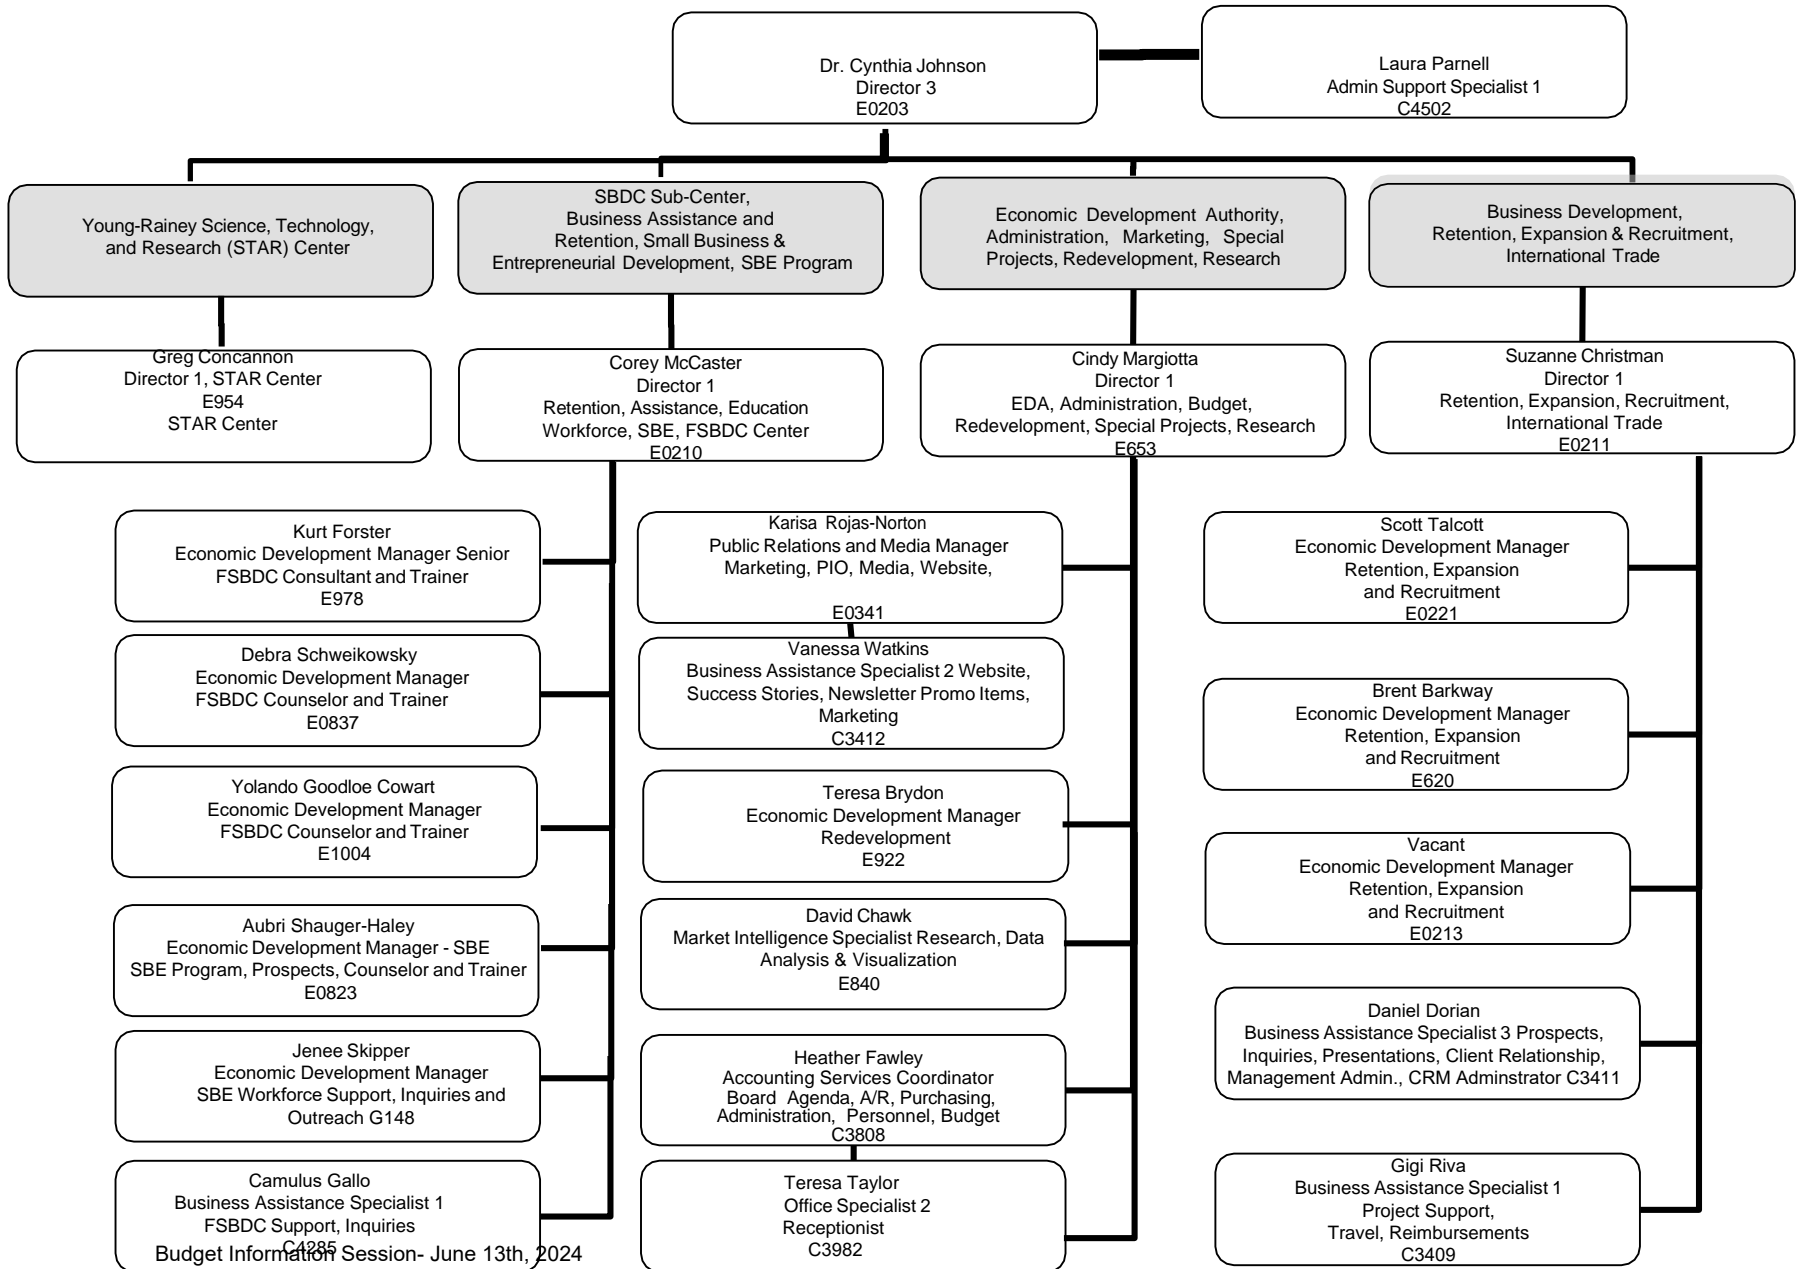 Dr. Cynthia Johnson
Director 3
E0203
Laura Parnell
Admin Support Specialist 1
C4502
Young-Rainey Science, Technology,
and Research (STAR) Center
SBDC Sub-Center,
Business Assistance and
Retention, Small Business &
Entrepreneurial Development, SBE Program
Economic Development Authority,
Administration, Marketing, Special
Projects, Redevelopment, Research
Business Development,
Retention, Expansion & Recruitment,
International Trade
Greg Concannon
Director 1, STAR Center
E954
STAR Center
Corey McCaster
Director 1
Retention, Assistance, Education
Workforce, SBE, FSBDC Center
E0210
Cindy Margiotta
Director 1
EDA, Administration, Budget,
Redevelopment, Special Projects, Research
E653
Suzanne Christman
Director 1
Retention, Expansion, Recruitment,
International Trade
E0211
Kurt Forster
Economic Development Manager Senior
FSBDC Consultant and Trainer
E978
Debra Schweikowsky
Economic Development Manager
FSBDC Counselor and Trainer
E0837
Yolando Goodloe Cowart
Economic Development Manager
FSBDC Counselor and Trainer
E1004
Aubri Shauger-Haley
Economic Development Manager - SBE
SBE Program, Prospects, Counselor and Trainer
E0823
Jenee Skipper
Economic Development Manager
SBE Workforce Support, Inquiries and
Outreach G148
Camulus Gallo
Business Assistance Specialist 1
FSBDC Support, Inquiries
C4285
Karisa Rojas-Norton
Public Relations and Media Manager
Marketing, PIO, Media, Website,
E0341
Vanessa Watkins
Business Assistance Specialist 2 Website,
Success Stories, Newsletter Promo Items,
Marketing
C3412
Teresa Brydon
Economic Development Manager
Redevelopment
E922
David Chawk
Market Intelligence Specialist Research, Data
Analysis & Visualization
E840
Heather Fawley
Accounting Services Coordinator
Board Agenda, A/R, Purchasing,
Administration, Personnel, Budget
C3808
Teresa Taylor
Office Specialist 2
Receptionist
C3982
Scott Talcott
Economic Development Manager
Retention, Expansion
and Recruitment
E0221
Brent Barkway
Economic Development Manager
Retention, Expansion
and Recruitment
E620
Vacant
Economic Development Manager
Retention, Expansion
and Recruitment
E0213
Daniel Dorian
Business Assistance Specialist 3 Prospects,
Inquiries, Presentations, Client Relationship,
Management Admin., CRM Adminstrator C3411
Gigi Riva
Business Assistance Specialist 1
Project Support,
Travel, Reimbursements
C3409
Budget Information Session- June 13th, 2024